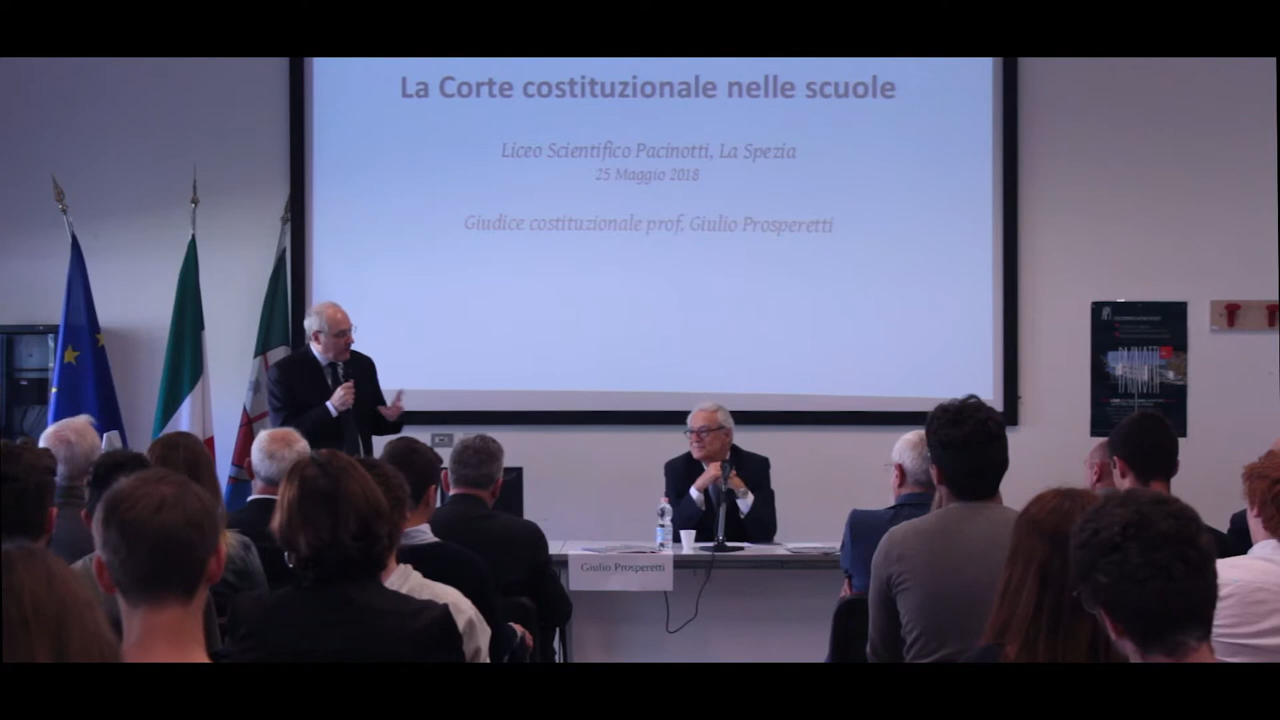 La Corte costituzionale nelle scuole
Liceo Scientifico Pacinotti, La Spezia
25 Maggio 2018
Giudice costituzionale prof. Giulio Prosperetti
Giulio Prosperetti